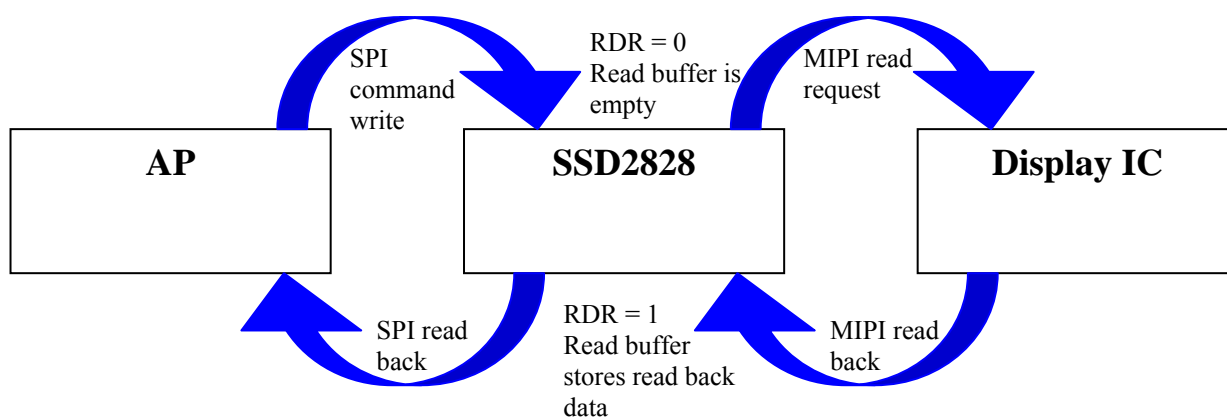 SPI
command
write
RDR = 0
Read buffer is
empty
MIPI read
request
AP
SSD2828
Display IC
SPI read
back
RDR = 1
Read buffer
stores read back
data
MIPI read
back